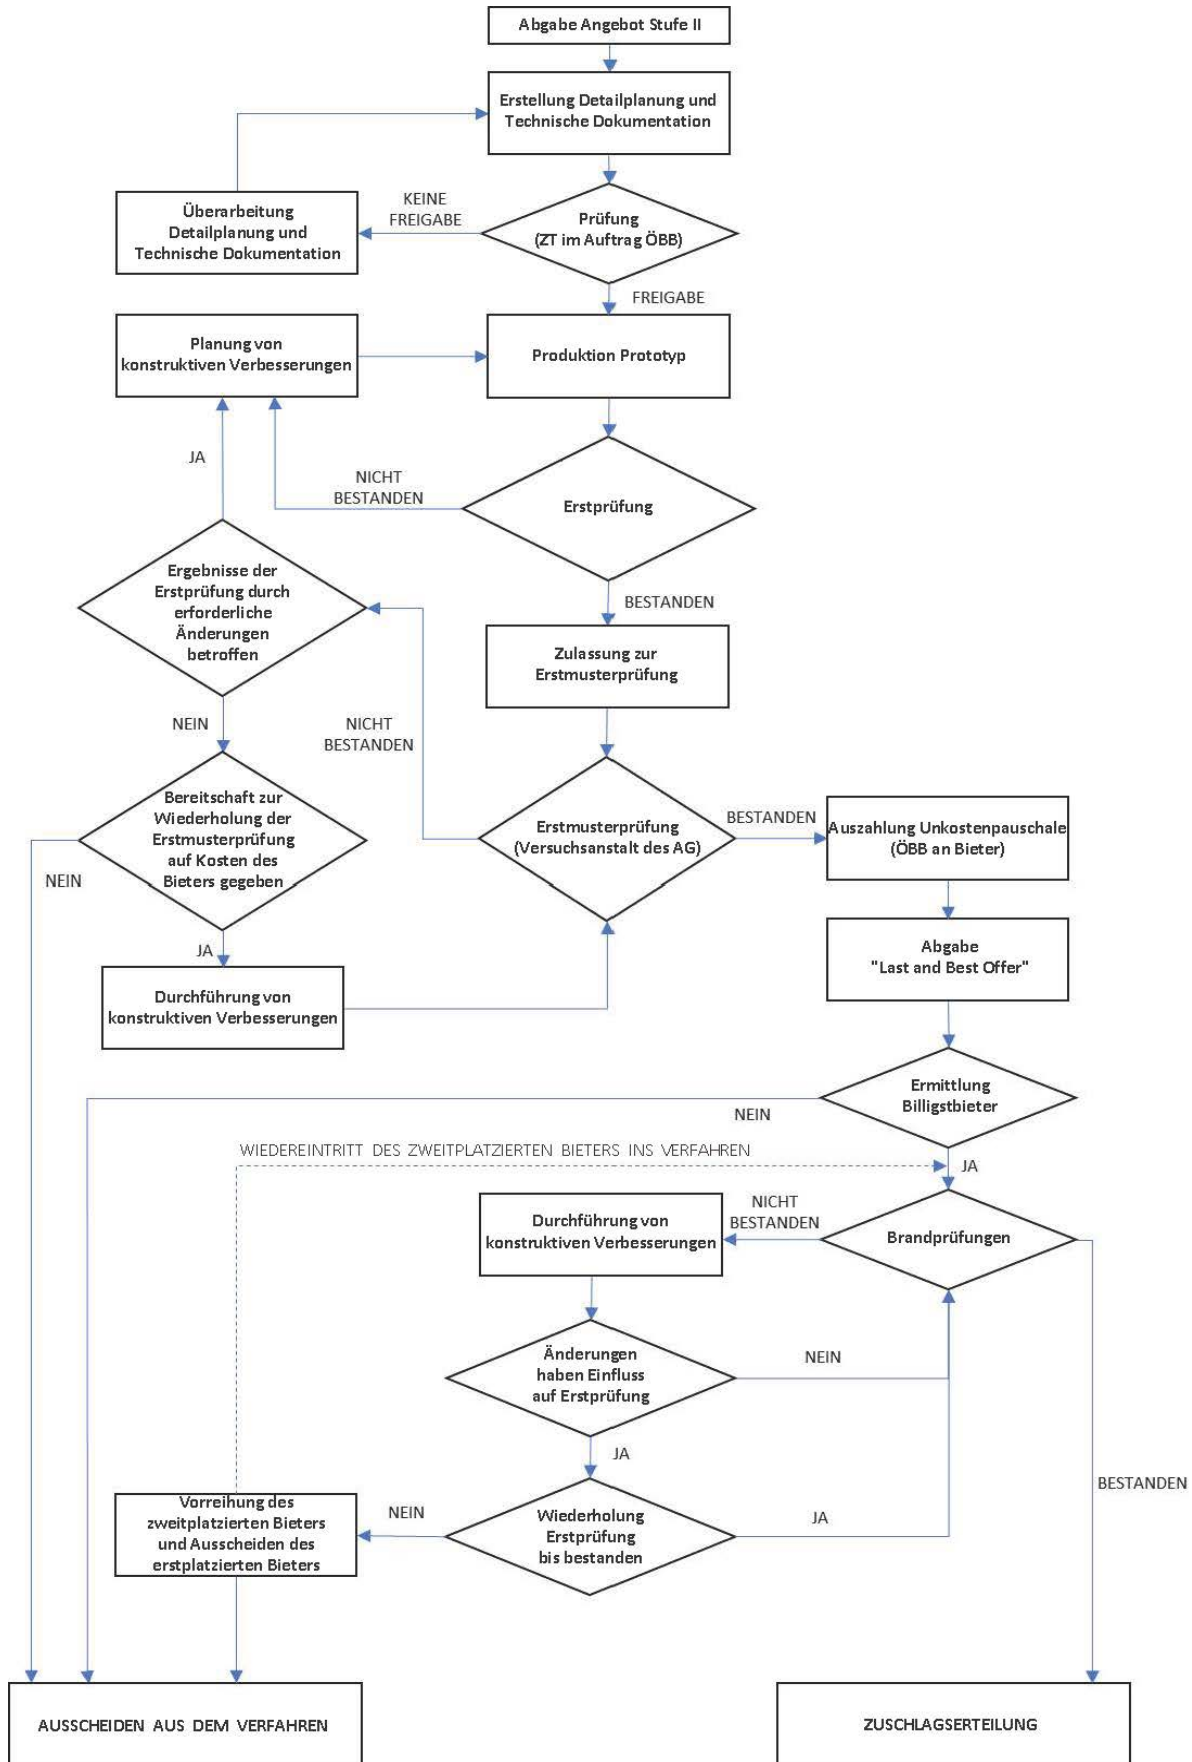 Abgabe Angebot Stufe II
Erstellung Detailplanung und
Technische Dokumentation
KEINE
FREIGABE
Überarbeitung
Detailplanung und
Technische Dokumentation
Prüfung
(ZT im Auftrag ÖBB)
FREIGABE
Planung von
konstruktiven Verbesserungen
Produktion Prototyp
JA
NICHT
BESTANDEN
Erstprüfung
Ergebnisse der
Erstprüfung durch
erforderliche
Änderungen
betroffen
BESTANDEN
Zulassung zur
Erstmusterprüfung
NEIN
NICHT
BESTANDEN
Bereitschaft zur
Wiederholung der
Erstmusterprüfung
auf Kosten des
Bieters gegeben
NEIN
Erstmusterprüfung
(Versuchsanstalt des AG)
BESTANDEN
Auszahlung Unkostenpauschale
(ÖBB an Bieter)
JA
Abgabe
"Last and Best Offer"
Durchführung von
konstruktiven Verbesserungen
Ermittlung
Billigstbieter
NEIN
WIEDEREINTRITT DES ZWEITPLATZIERTEN BIETERS INS VERFAHREN
JA
Durchführung von
konstruktiven Verbesserungen
NICHT
BESTANDEN
Brandprüfungen
Änderungen
haben Einfluss
auf Erstprüfung
NEIN
JA
BESTANDEN
Vorreihung des
zweitplatzierten Bieters
und Ausscheiden des
erstplatzierten Bieters
NEIN
Wiederholung
Erstprüfung
bis bestanden
JA
AUSSCHEIDEN AUS DEM VERFAHREN
ZUSCHLAGSERTEILUNG